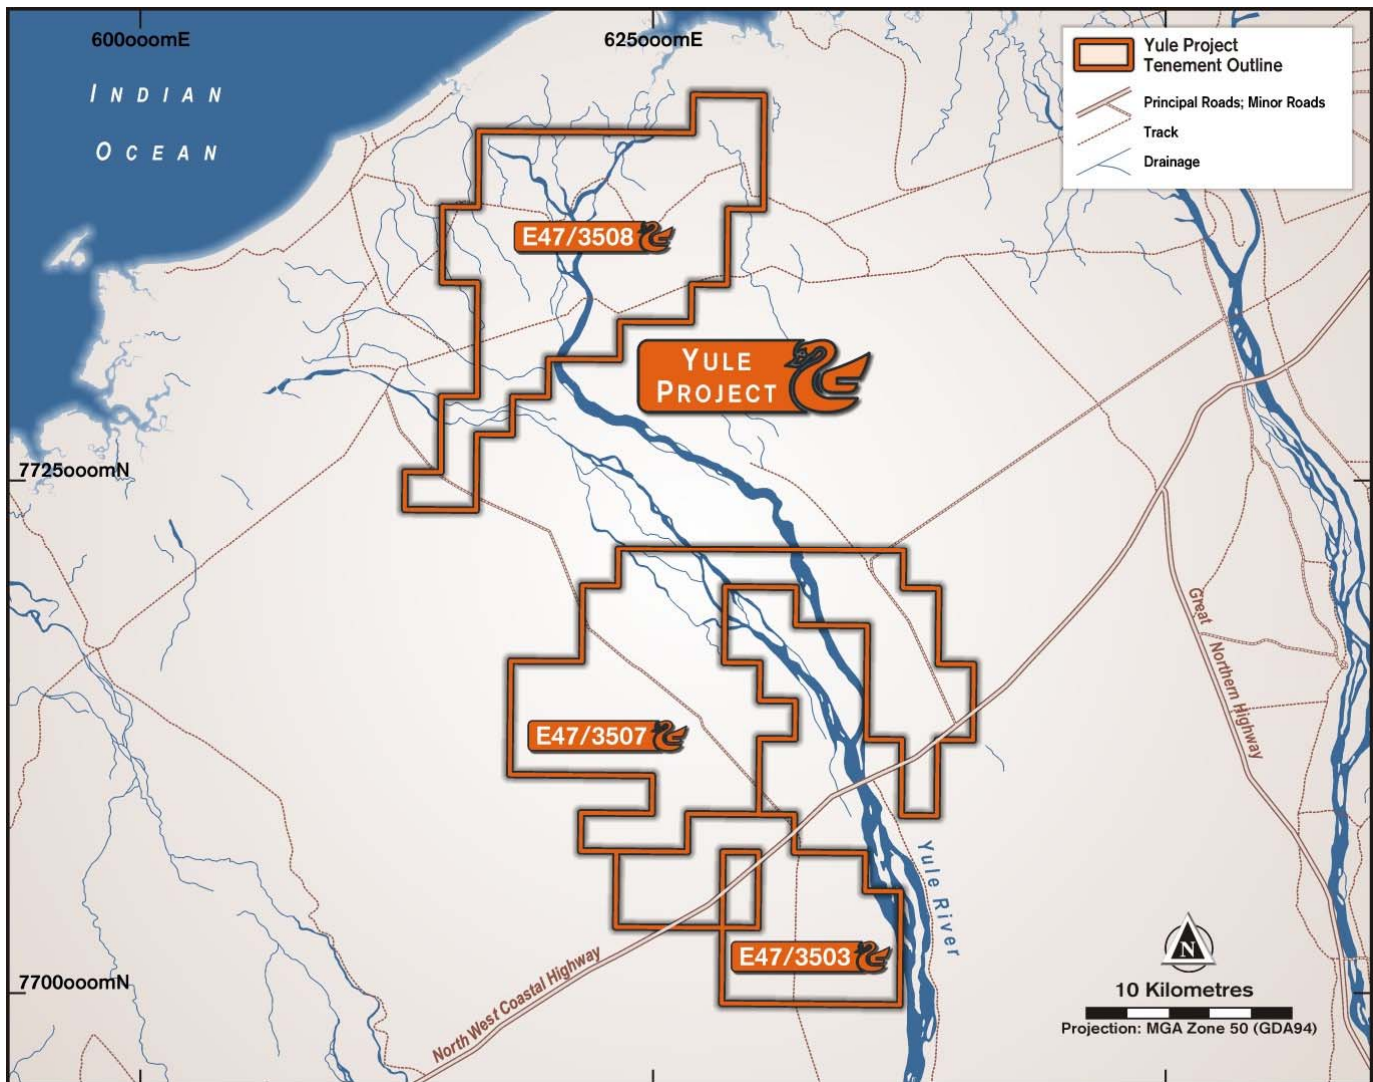 600000mE
625000mE
INDIAN
OCEAN
Yule Project
Tenement Outline
Principal Roads; Minor Roads
Track
Drainage
E47/3508
YULE
PROJECT
7725000mN
Great Northern Highway
E47/3507
Yule River
E47/3503
North West Coastal Highway
7700000mN
N
10 Kilometres
Projection: MGA Zone 50 (GDA94)